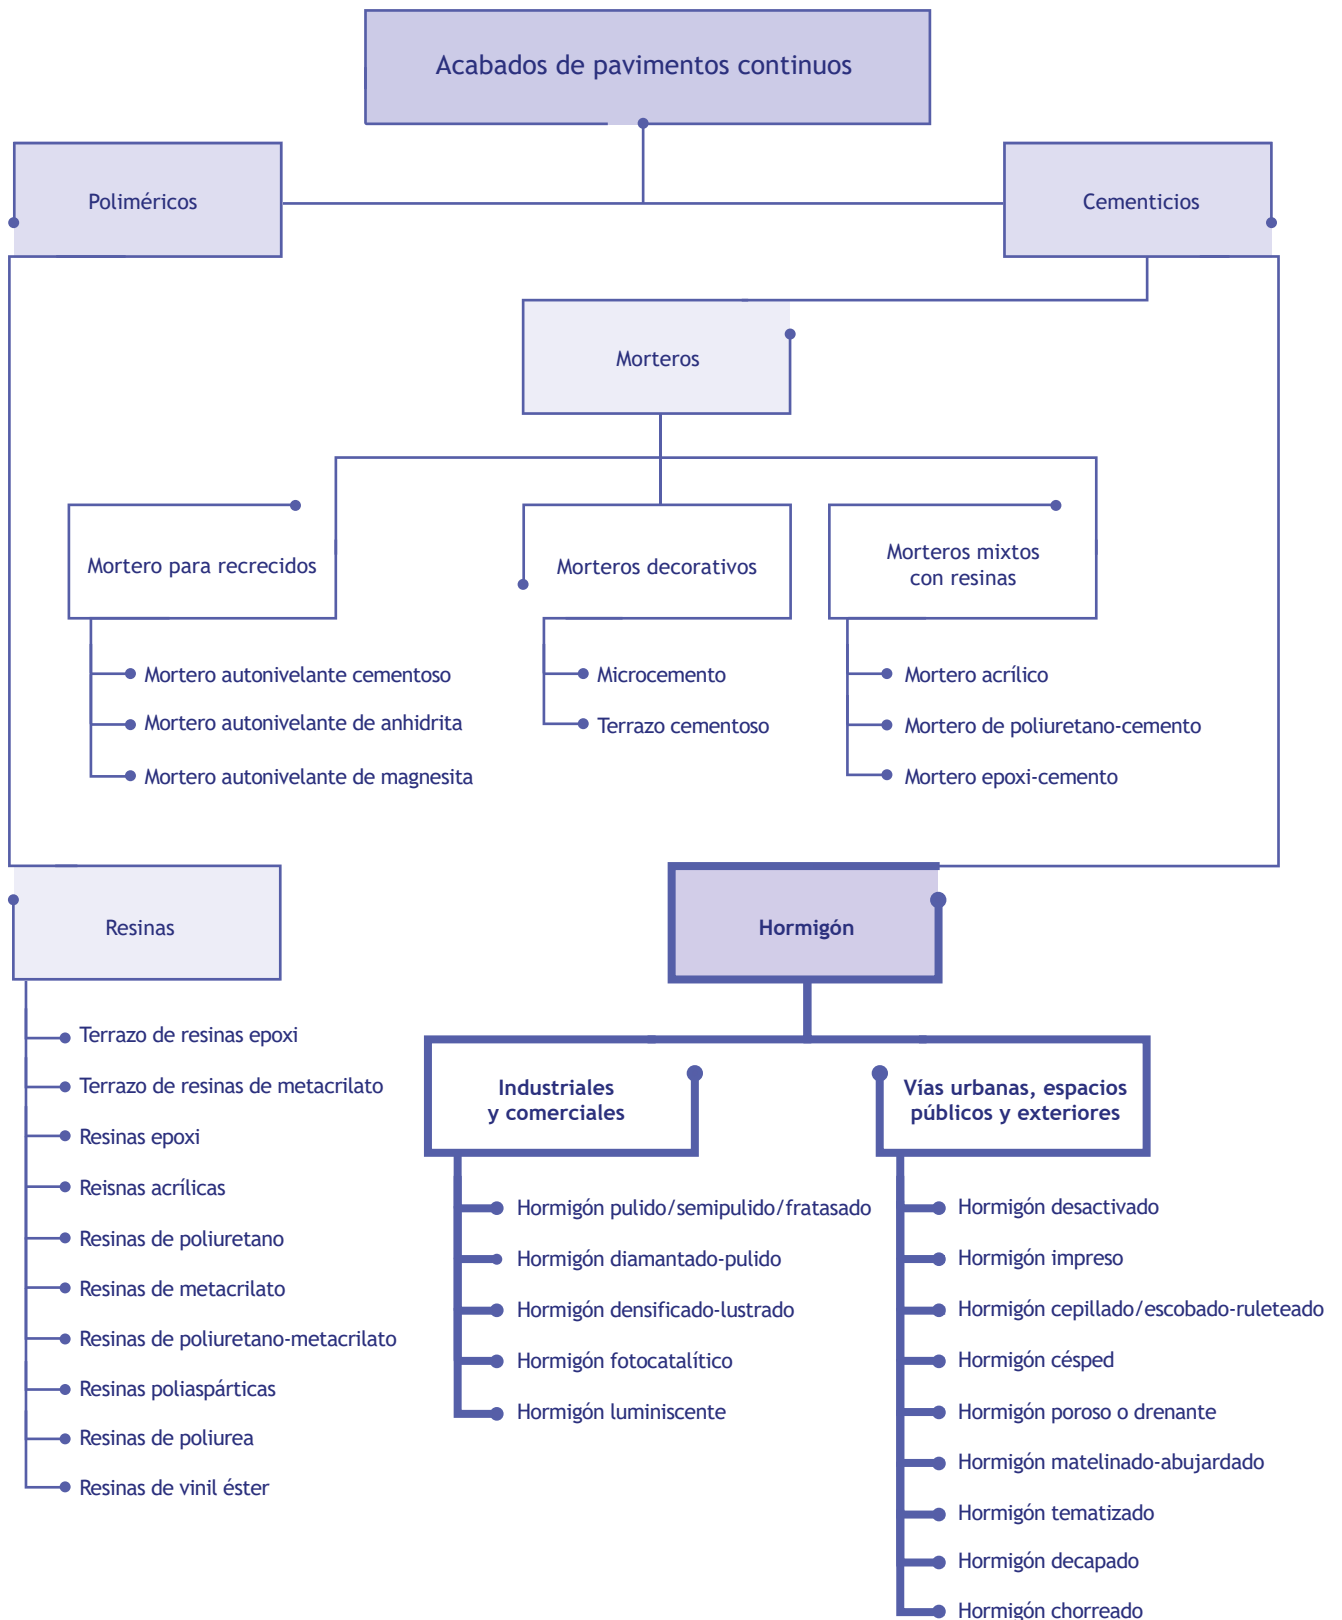 Acabados de pavimentos continuos
Poliméricos
Cementicios
Morteros
Mortero para recrecidos
Morteros decorativos
Morteros mixtos
con resinas
Mortero autonivelante cementoso
Mortero autonivelante de anhidrita
Mortero autonivelante de magnesita
Microcemento
Terrazo cementoso
Mortero acrílico
Mortero de poliuretano-cemento
Mortero epoxi-cemento
Resinas
Hormigón
Terrazo de resinas epoxi
Terrazo de resinas de metacrilato
Resinas epoxi
Reisnas acrílicas
Resinas de poliuretano
Resinas de metacrilato
Resinas de poliuretano-metacrilato
Resinas poliaspárticas
Resinas de poliurea
Resinas de vinil éster
Industriales
y comerciales
Hormigón pulido/semipulido/fratasado
Hormigón diamantado-pulido
Hormigón densificado-lustrado
Hormigón fotocatalítico
Hormigón luminiscente
Vías urbanas, espacios
públicos y exteriores
Hormigón desactivado
Hormigón impreso
Hormigón cepillado/escobado-ruleteado
Hormigón césped
Hormigón poroso o drenante
Hormigón matelinado-abujardado
Hormigón tematizado
Hormigón decapado
Hormigón chorreado